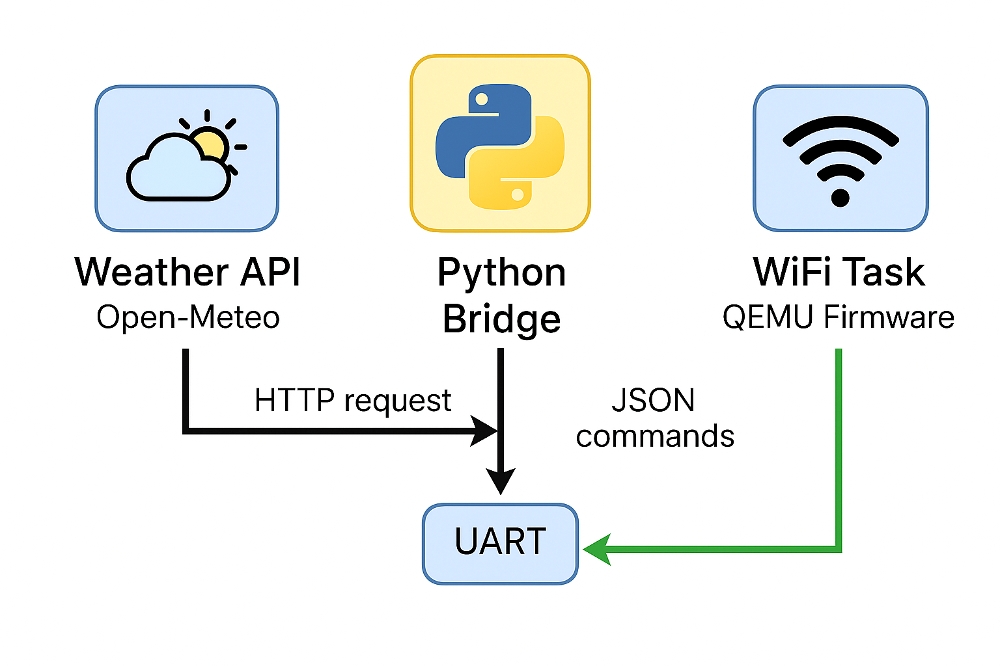 Weather API
Open-Meteo
Python
Bridge
WiFi Task
QEMU Firmware
HTTP request
JSON
commands
UART